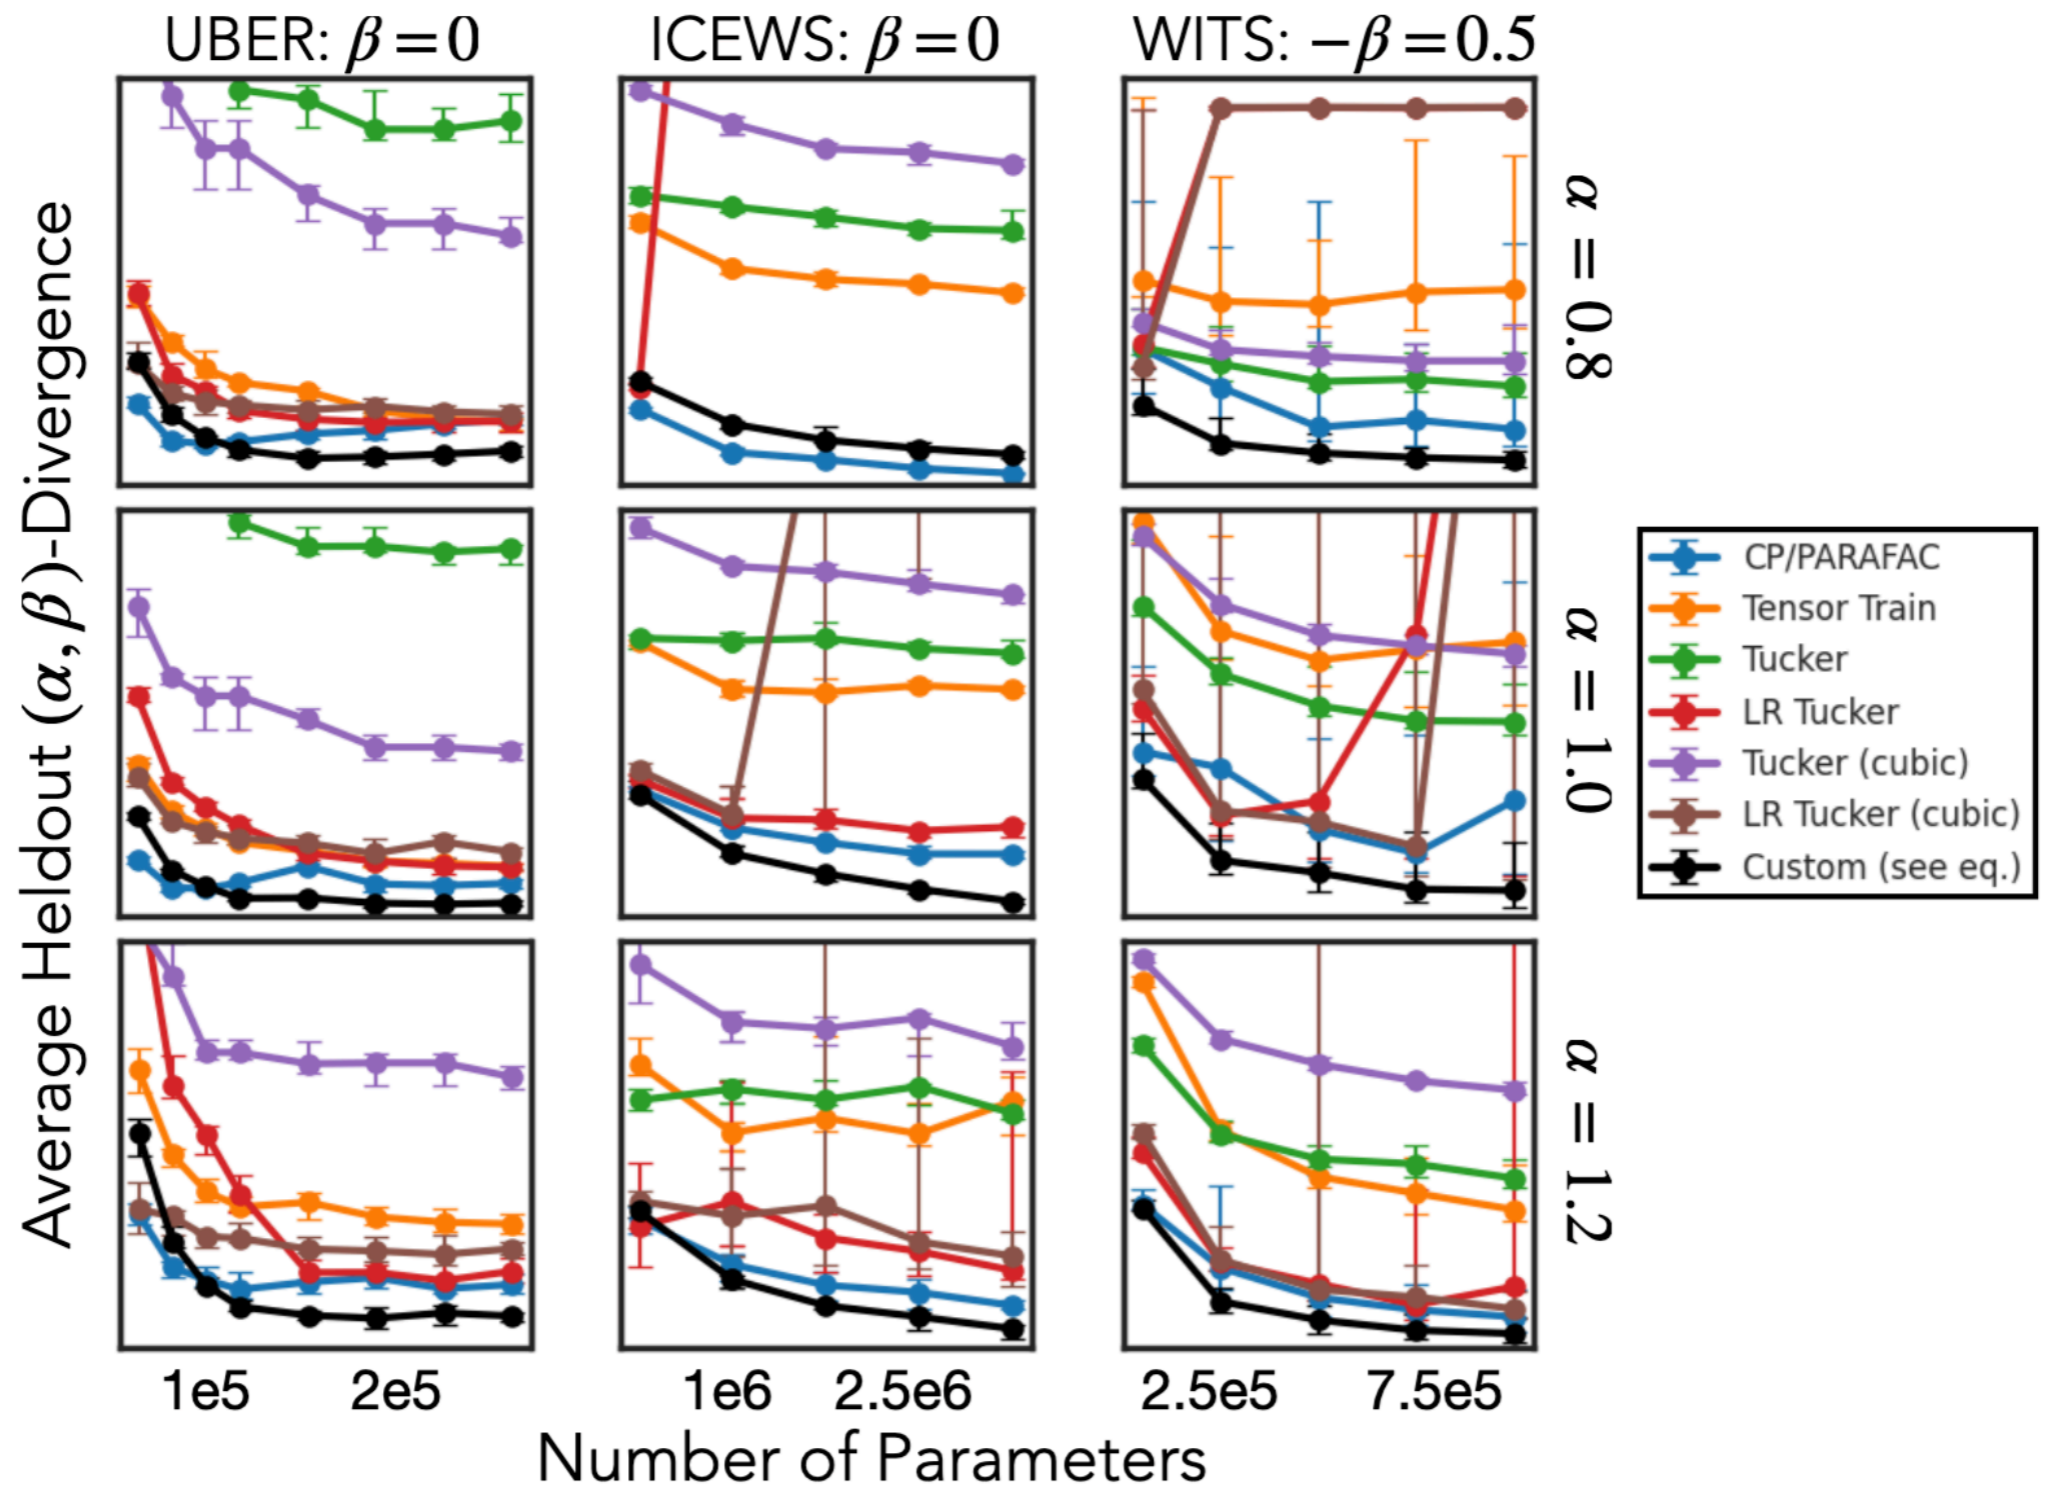 UBER: β = 0
ICEWS: β = 0
WITS: −β = 0.5
Average Heldout (α, β)-Divergence
α = 0.8
α = 1.0
α = 1.2
CP/PARAFAC
Tensor Train
Tucker
LR Tucker
Tucker (cubic)
LR Tucker (cubic)
Custom (see eq.)
1e5 2e5
1e6 2.5e6
2.5e5 7.5e5
Number of Parameters